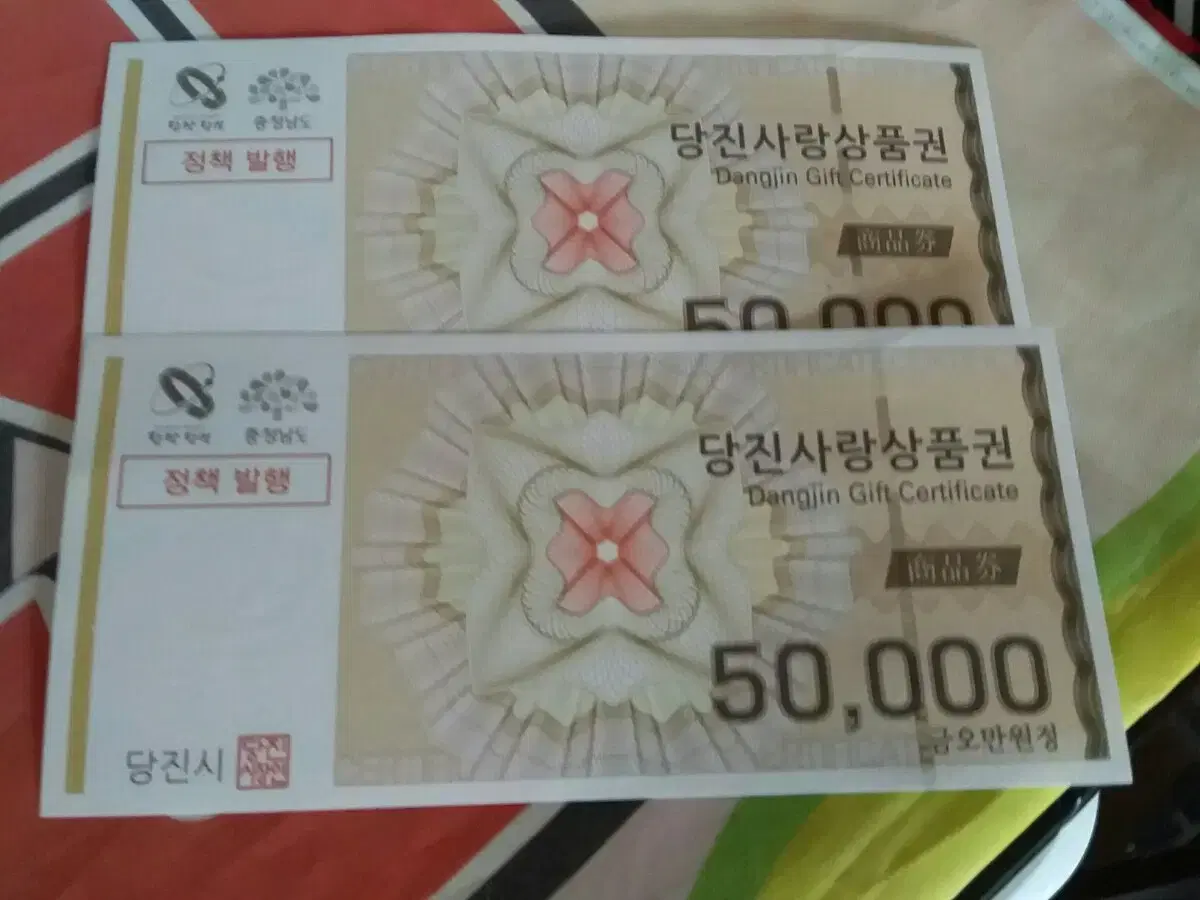 충청남도
정책 발행
당진사랑상품권
Dangjin Gift Certificate
商品券
50,000
충청남도
정책 발행
당진사랑상품권
Dangjin Gift Certificate
商品券
50,000
금오만원정
당진시